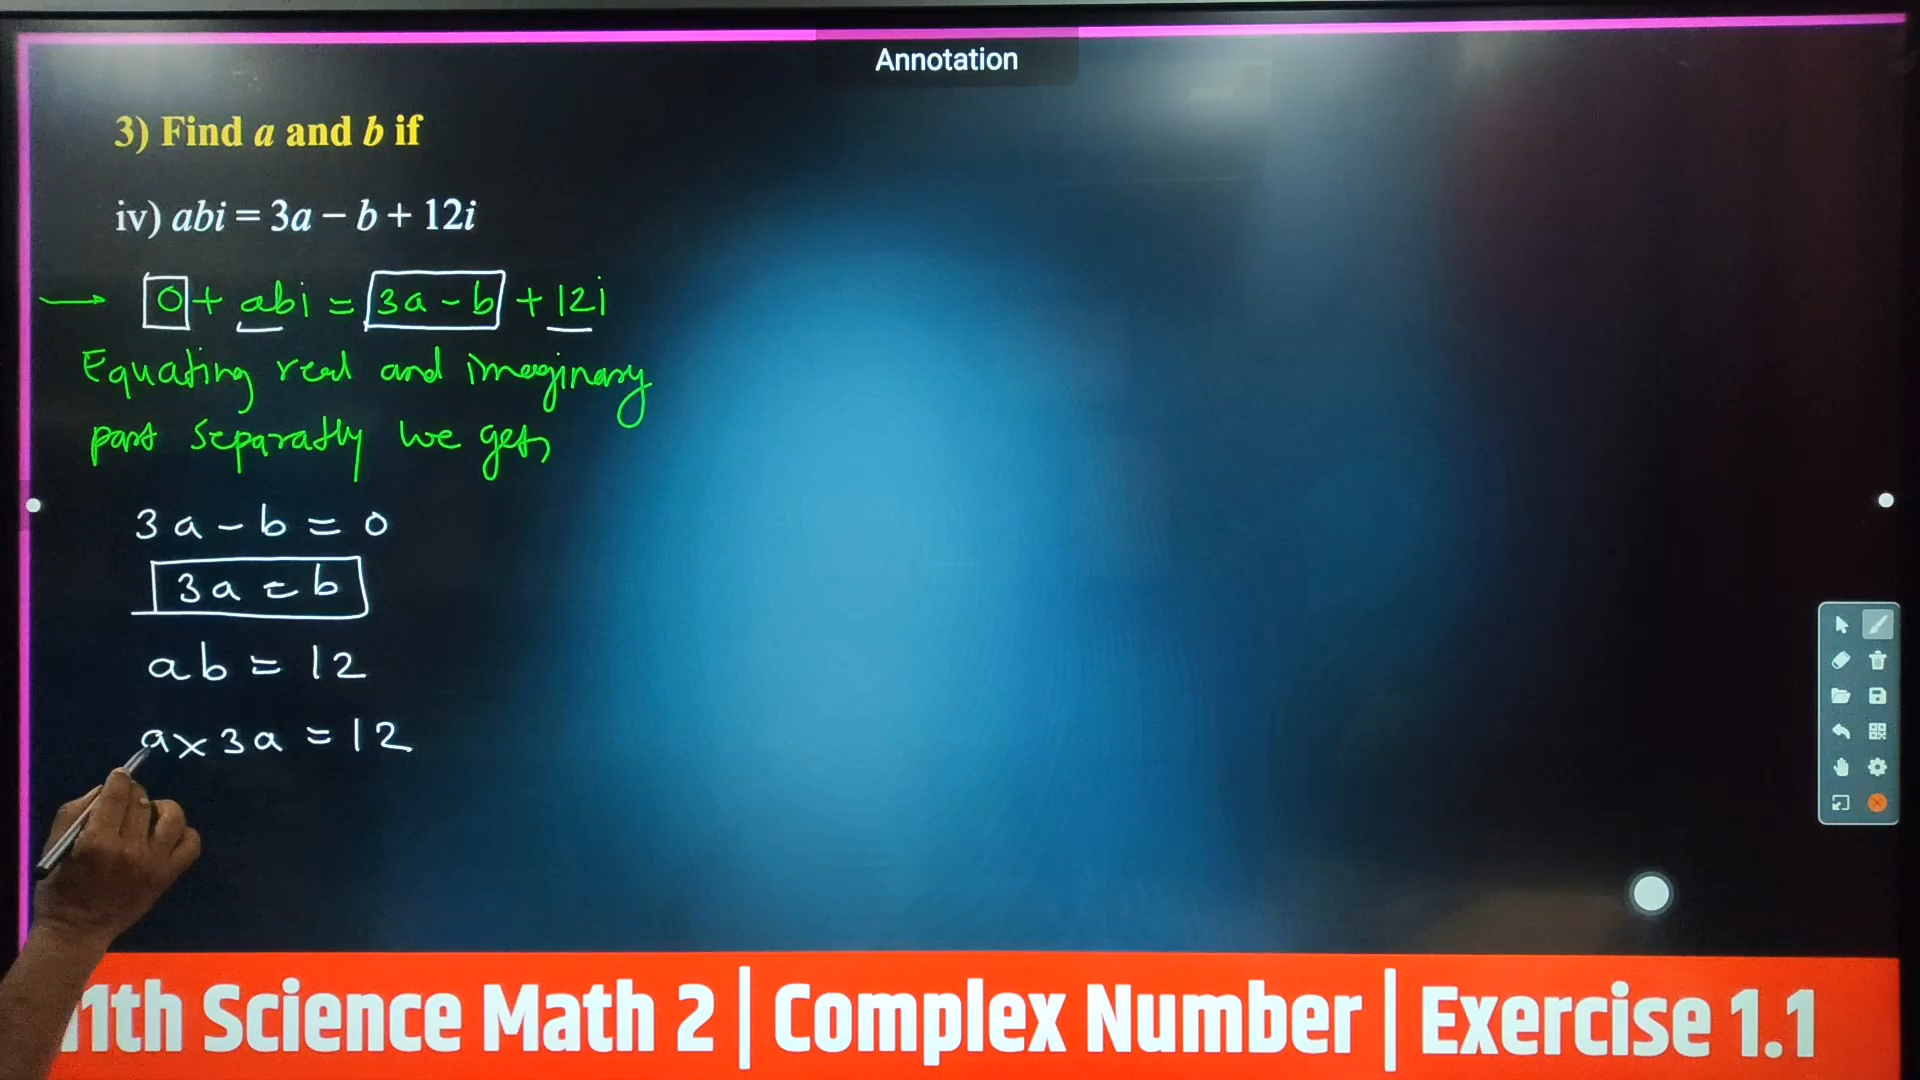 Annotation
3) Find a and b if
iv) abi = 3a – b + 12i
0 + abi = 3a - b + 12i
Equating real and imaginary
part separatly we get,
3a - b = 0
3a = b
ab = 12
a x 3a = 12
11th Science Math 2 | Complex Number | Exercise 1.1